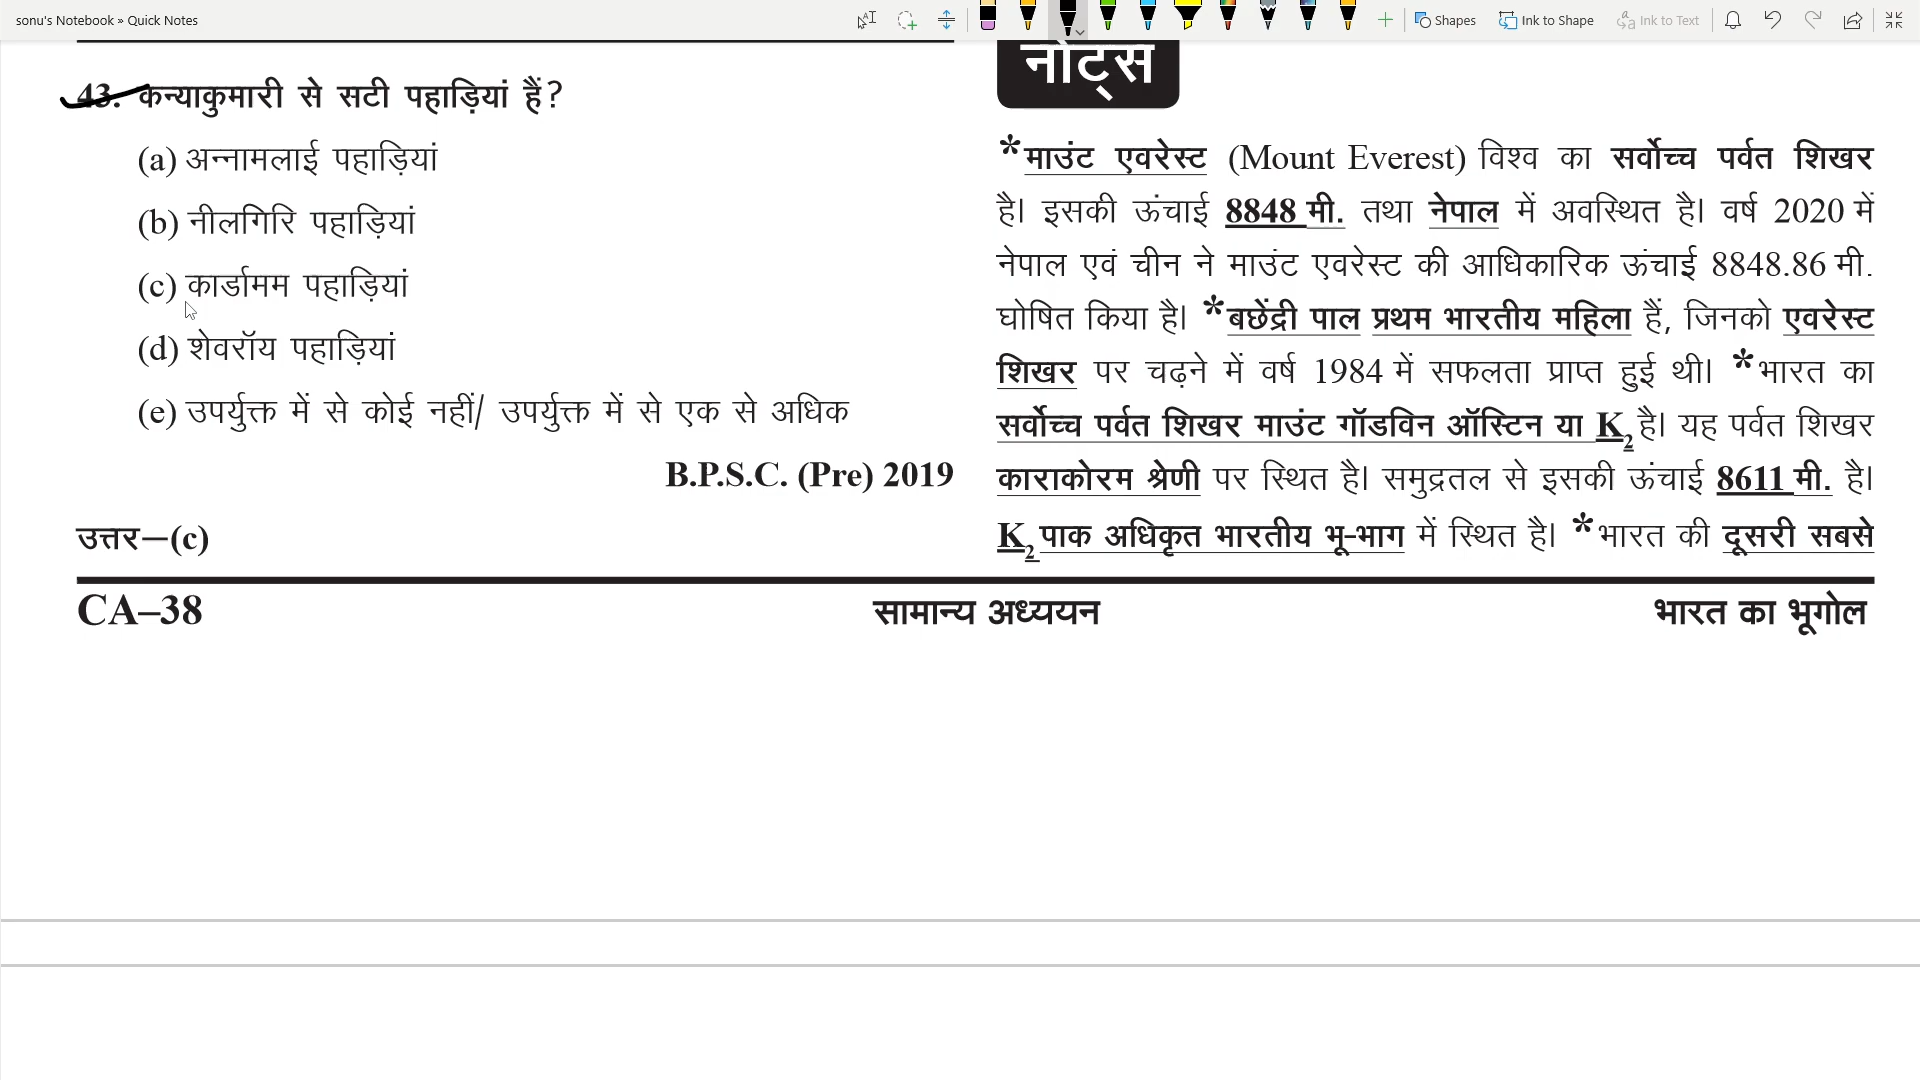 sonu's Notebook » Quick Notes
Shapes
Ink to Shape
Ink to Text
43. कन्याकुमारी से सटी पहाड़ियां हैं?
(a) अन्नामलाई पहाड़ियां
(b) नीलगिरि पहाड़ियां
(c) कार्डामम पहाड़ियां
(d) शेवरॉय पहाड़ियां
(e) उपर्युक्त में से कोई नहीं/ उपर्युक्त में से एक से अधिक
B.P.S.C. (Pre) 2019
उत्तर—(c)
नोट्स
*माउंट एवरेस्ट (Mount Everest) विश्व का सर्वोच्च पर्वत शिखर
है। इसकी ऊंचाई 8848 मी. तथा नेपाल में अवस्थित है। वर्ष 2020 में
नेपाल एवं चीन ने माउंट एवरेस्ट की आधिकारिक ऊंचाई 8848.86 मी.
घोषित किया है। *बछेंद्री पाल प्रथम भारतीय महिला हैं, जिनको एवरेस्ट
शिखर पर चढ़ने में वर्ष 1984 में सफलता प्राप्त हुई थी। *भारत का
सर्वोच्च पर्वत शिखर माउंट गॉडविन ऑस्टिन या K2 है। यह पर्वत शिखर
काराकोरम श्रेणी पर स्थित है। समुद्रतल से इसकी ऊंचाई 8611 मी. है।
K2 पाक अधिकृत भारतीय भू-भाग में स्थित है। *भारत की दूसरी सबसे
CA–38
सामान्य अध्ययन
भारत का भूगोल